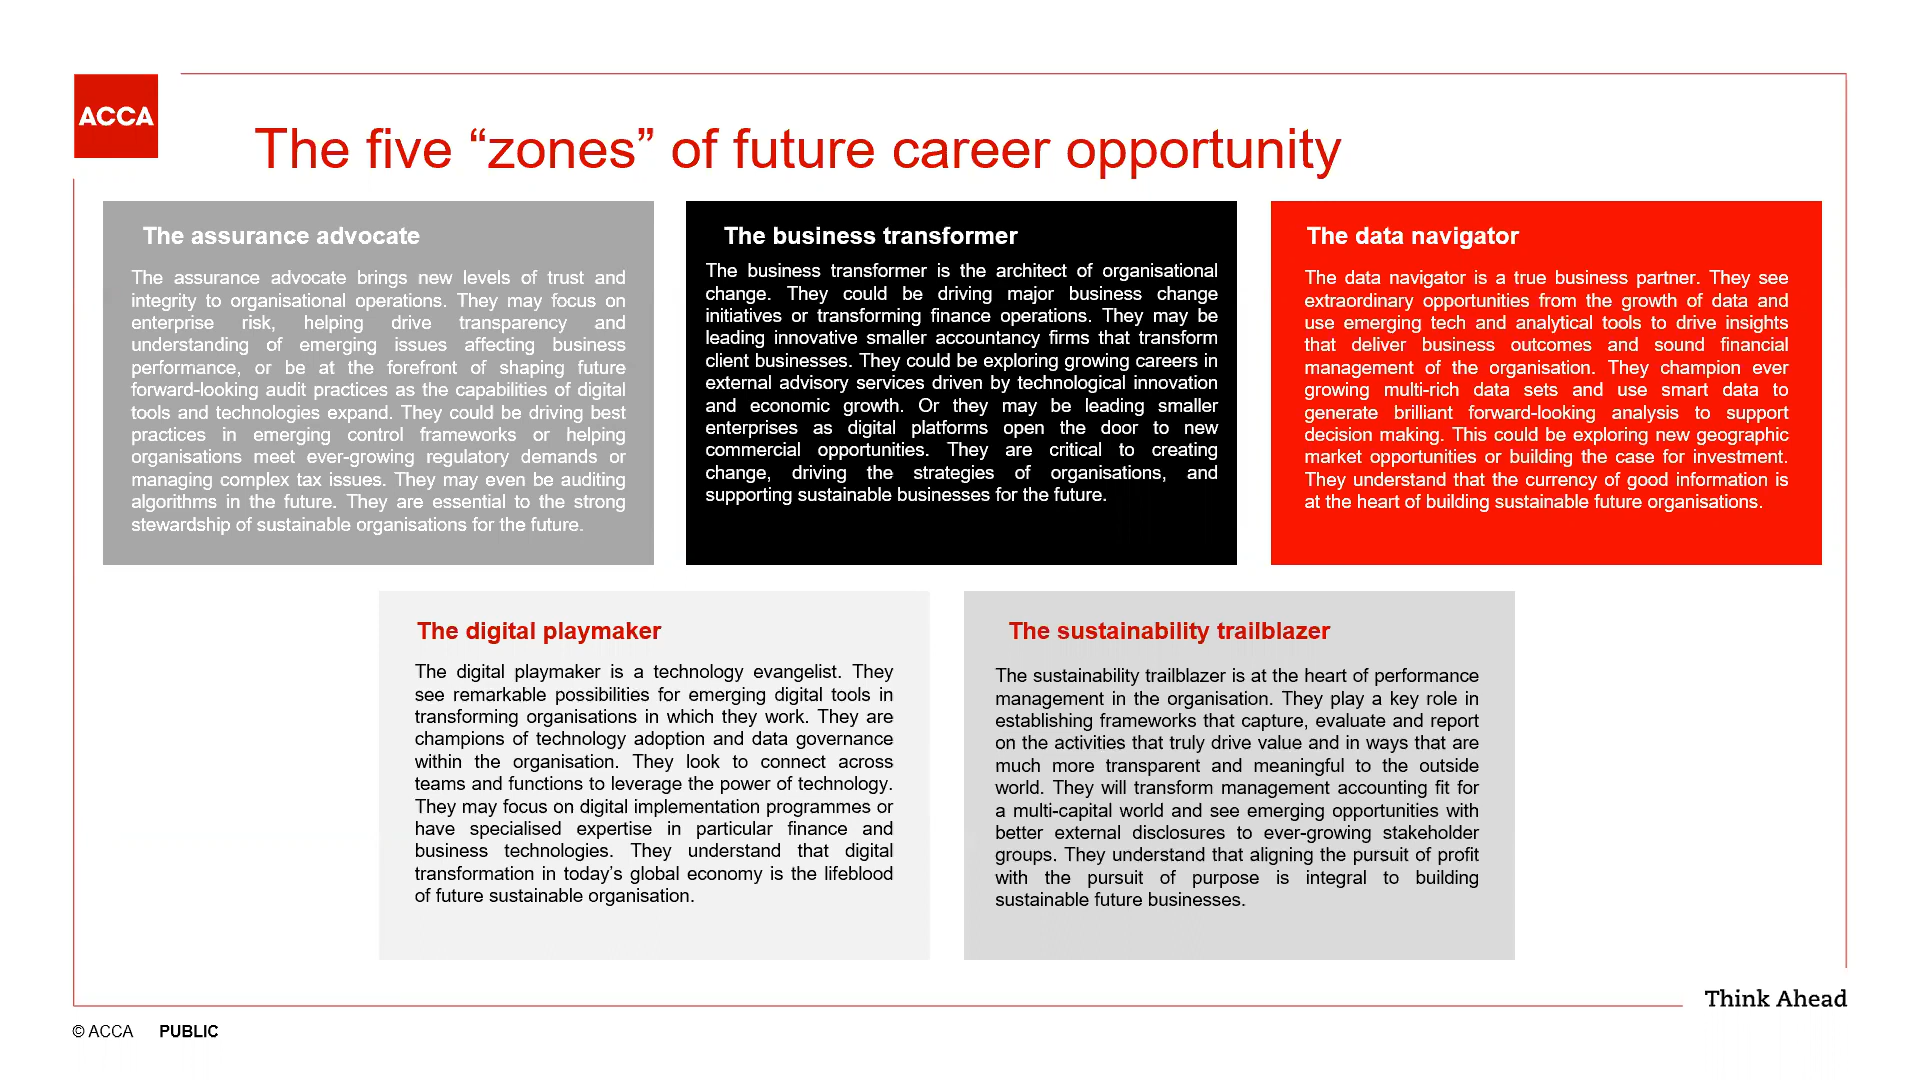 ACCA
The five “zones” of future career opportunity
The assurance advocate
The assurance advocate brings new levels of trust and
integrity to organisational operations. They may focus on
enterprise risk, helping drive transparency and
understanding of emerging issues affecting business
performance, or be at the forefront of shaping future
forward-looking audit practices as the capabilities of digital
tools and technologies expand. They could be driving best
practices in emerging control frameworks or helping
organisations meet ever-growing regulatory demands or
managing complex tax issues. They may even be auditing
algorithms in the future. They are essential to the strong
stewardship of sustainable organisations for the future.
The business transformer
The business transformer is the architect of organisational
change. They could be driving major business change
initiatives or transforming finance operations. They may be
leading innovative smaller accountancy firms that transform
client businesses. They could be exploring growing careers in
external advisory services driven by technological innovation
and economic growth. Or they may be leading smaller
enterprises as digital platforms open the door to new
commercial opportunities. They are critical to creating
change, driving the strategies of organisations, and
supporting sustainable businesses for the future.
The data navigator
The data navigator is a true business partner. They see
extraordinary opportunities from the growth of data and
use emerging tech and analytical tools to drive insights
that deliver business outcomes and sound financial
management of the organisation. They champion ever
growing multi-rich data sets and use smart data to
generate brilliant forward-looking analysis to support
decision making. This could be exploring new geographic
market opportunities or building the case for investment.
They understand that the currency of good information is
at the heart of building sustainable future organisations.
The digital playmaker
The digital playmaker is a technology evangelist. They
see remarkable possibilities for emerging digital tools in
transforming organisations in which they work. They are
champions of technology adoption and data governance
within the organisation. They look to connect across
teams and functions to leverage the power of technology.
They may focus on digital implementation programmes or
have specialised expertise in particular finance and
business technologies. They understand that digital
transformation in today’s global economy is the lifeblood
of future sustainable organisation.
The sustainability trailblazer
The sustainability trailblazer is at the heart of performance
management in the organisation. They play a key role in
establishing frameworks that capture, evaluate and report
on the activities that truly drive value and in ways that are
much more transparent and meaningful to the outside
world. They will transform management accounting fit for
a multi-capital world and see emerging opportunities with
better external disclosures to ever-growing stakeholder
groups. They understand that aligning the pursuit of profit
with the pursuit of purpose is integral to building
sustainable future businesses.
Think Ahead
© ACCA PUBLIC